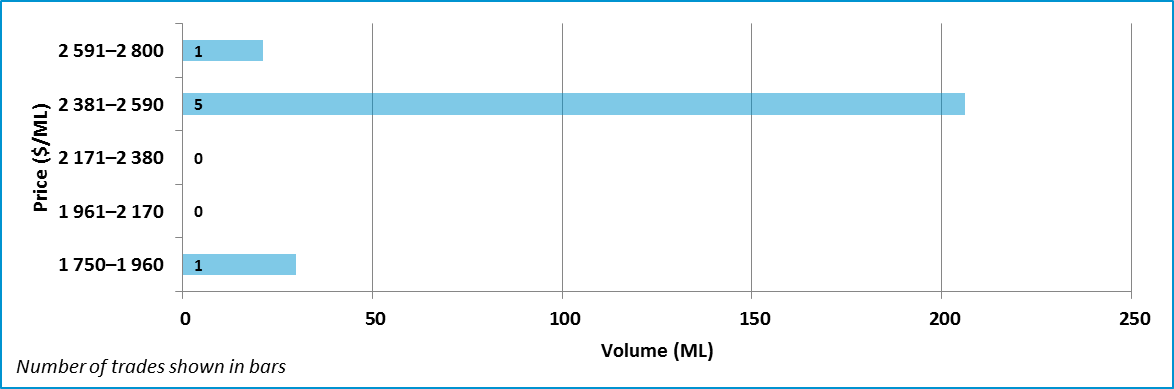 Price ($/ML)
2 591–2 800
1
2 381–2 590
5
2 171–2 380
0
1 961–2 170
0
1 750–1 960
1
0 50 100 150 200 250
Volume (ML)
Number of trades shown in bars